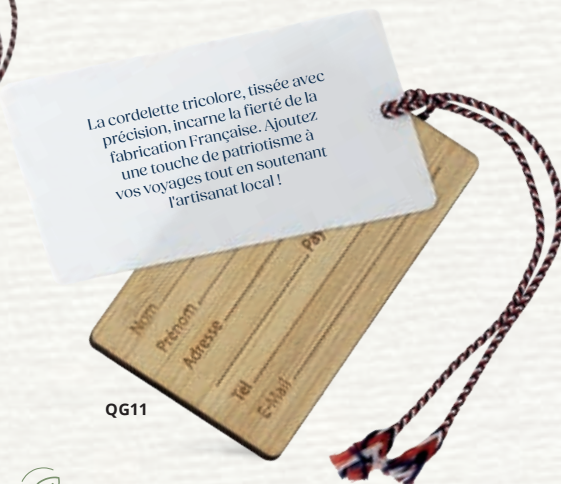 La cordelette tricolore, tissée avec
précision, incarne la fierté de la
fabrication Française. Ajoutez
une touche de patriotisme à
vos voyages tout en soutenant
l'artisanat local !
Nom
Prénom
Adresse
Pay
Tél
E-Mail
QG11